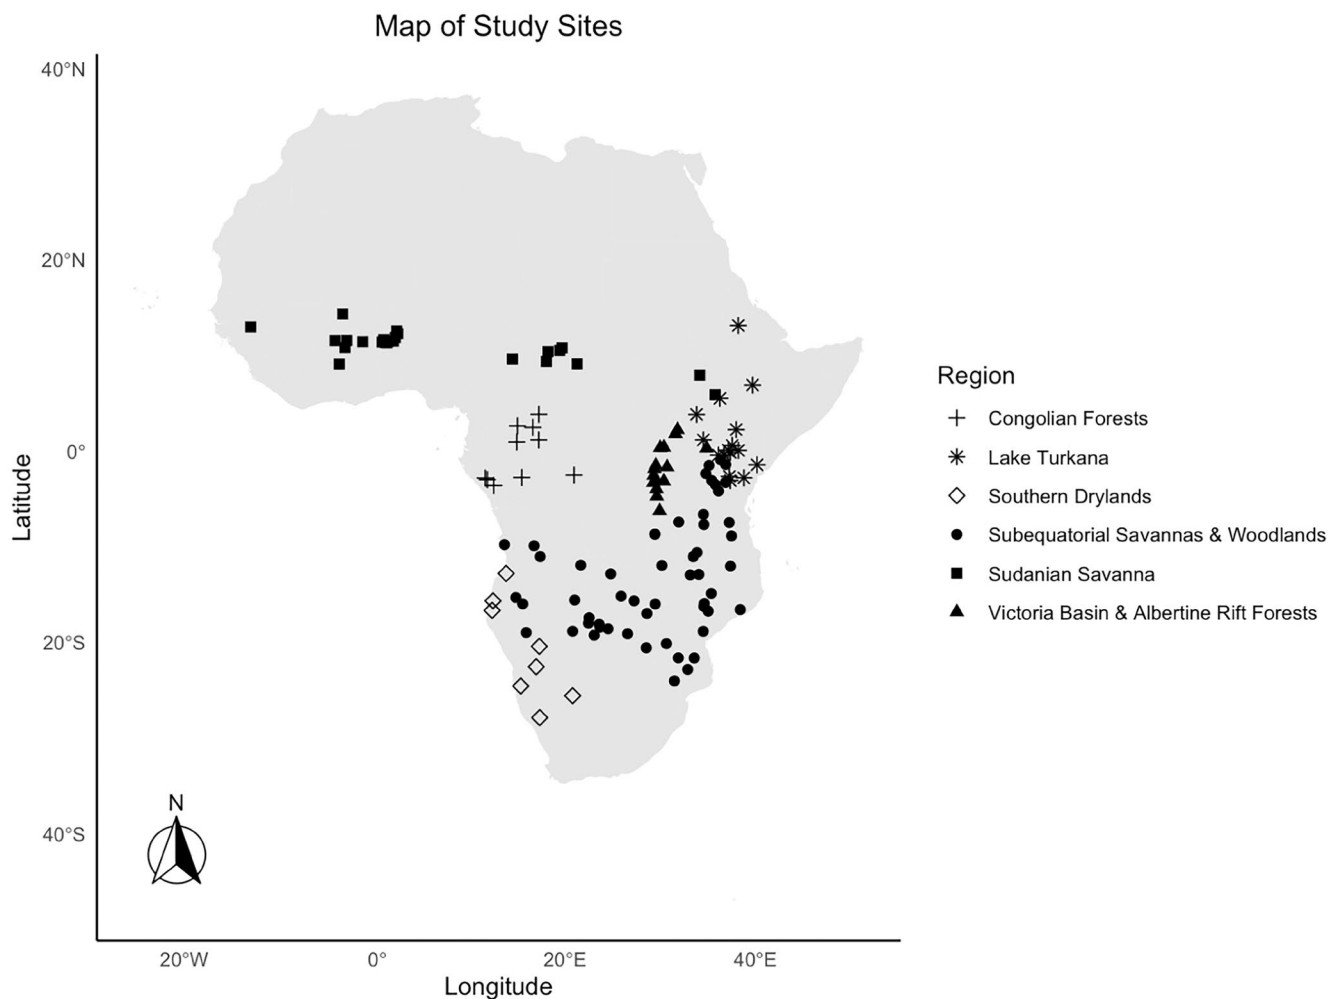 Map of Study Sites
40°N
20°N
0°
20°S
40°S
Latitude
N
20°W
0°
20°E
40°E
Longitude
Region
Congolian Forests
Lake Turkana
Southern Drylands
Subequatorial Savannas & Woodlands
Sudanian Savanna
Victoria Basin & Albertine Rift Forests